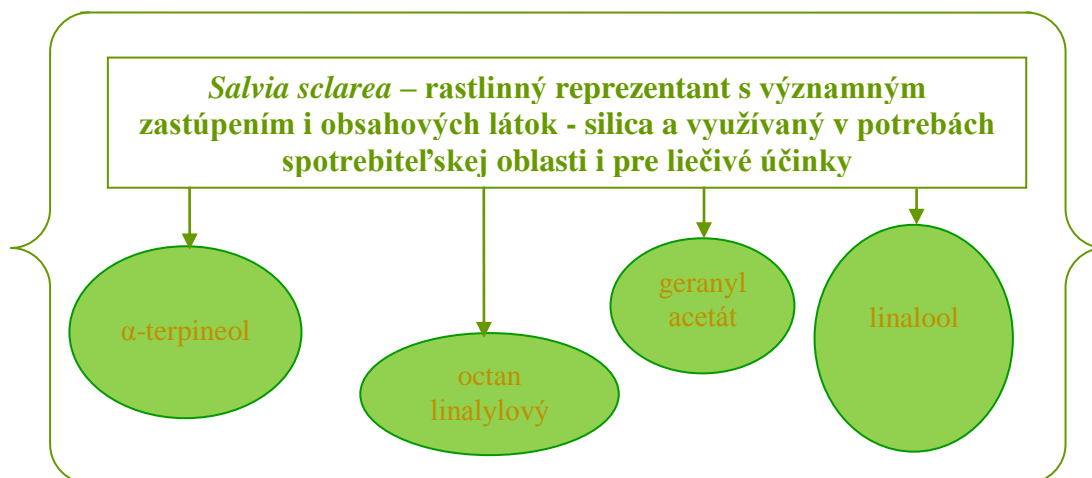 Salvia sclarea – rastlinný reprezentant s významným
zastúpením i obsahových látok - silica a využívaný v potrebách
spotrebiteľskej oblasti i pre liečivé účinky
α-terpineol
octan
linalylový
geranyl
acetát
linalool